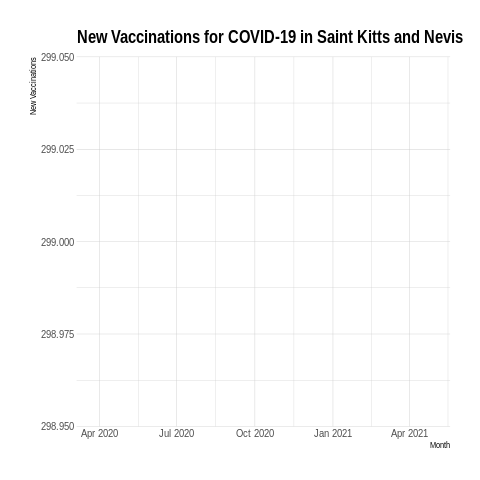 New Vaccinations for COVID-19 in Saint Kitts and Nevis
New Vaccinations
299.050
299.025
299.000
298.975
298.950
Apr 2020 Jul 2020 Oct 2020 Jan 2021 Apr 2021
Month